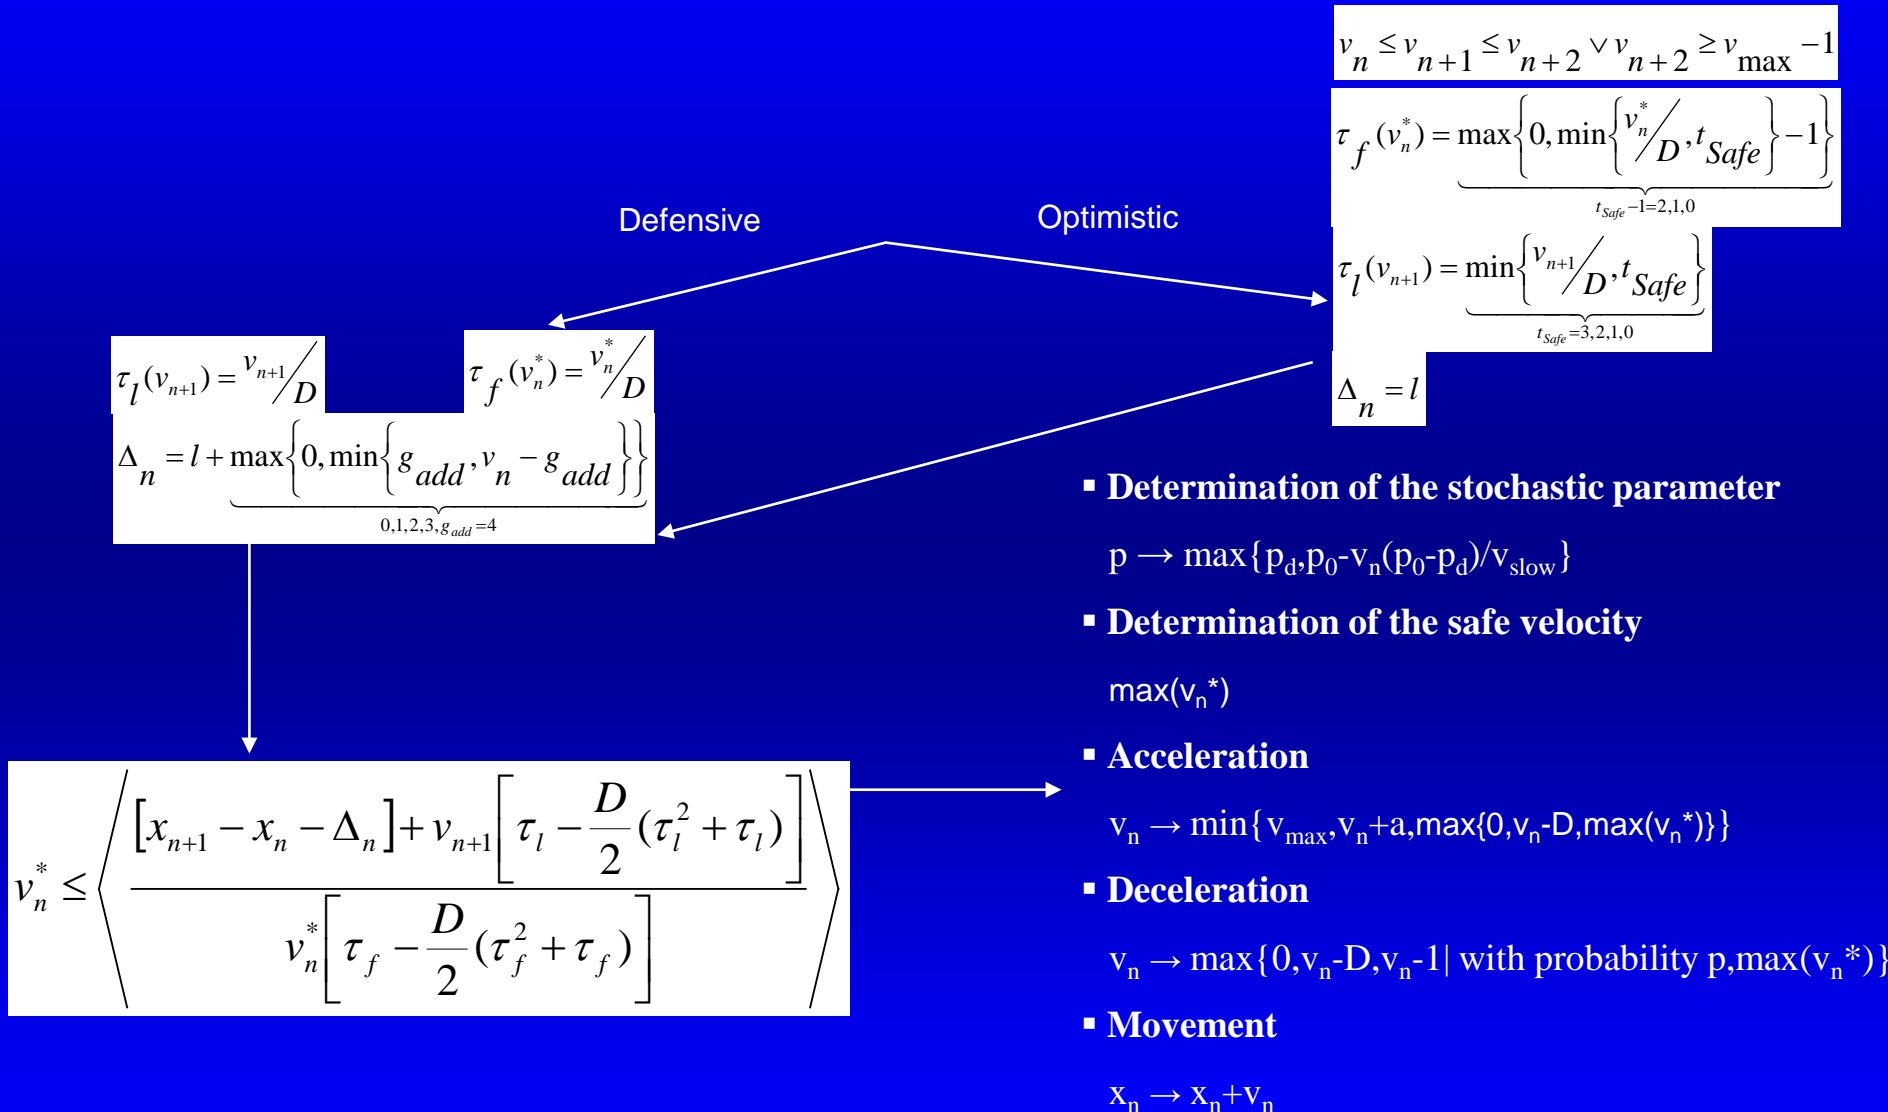 v_n ≤ v_{n+1} ≤ v_{n+2} ∨ v_{n+2} ≥ v_max −1
τ_f(v_n^*) = max{0, min{v_n^*/D, t_Safe} −1}
t_Safe−1=2,1,0
Defensive
Optimistic
τ_l(v_{n+1}) = min{v_{n+1}/D, t_Safe}
t_Safe=3,2,1,0
Δ_n = l
τ_l(v_{n+1}) = v_{n+1}/D
τ_f(v_n^*) = v_n^*/D
Δ_n = l + max{0, min{g_add, v_n − g_add}}
0,1,2,3,g_add=4
v_n^* ≤ ⟨ ([x_{n+1} − x_n − Δ_n] + v_{n+1}[τ_l − D/2(τ_l^2 + τ_l)]) / (v_n^*[τ_f − D/2(τ_f^2 + τ_f)]) ⟩
▪ Determination of the stochastic parameter
p → max{p_d,p_0-v_n(p_0-p_d)/v_slow}
▪ Determination of the safe velocity
max(v_n*)
▪ Acceleration
v_n → min{v_max,v_n+a,max{0,v_n-D,max(v_n*)}}
▪ Deceleration
v_n → max{0,v_n-D,v_n-1| with probability p,max(v_n*)}
▪ Movement
x_n → x_n+v_n